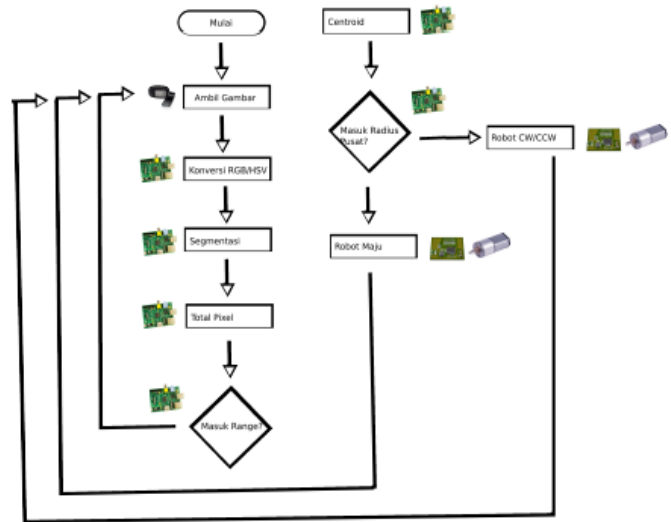 Mulai
Ambil Gambar
Konversi RGB/HSV
Segmentasi
Total Pixel
Masuk Range?
Centroid
Masuk Radius
Pusat?
Robot CW/CCW
Robot Maju